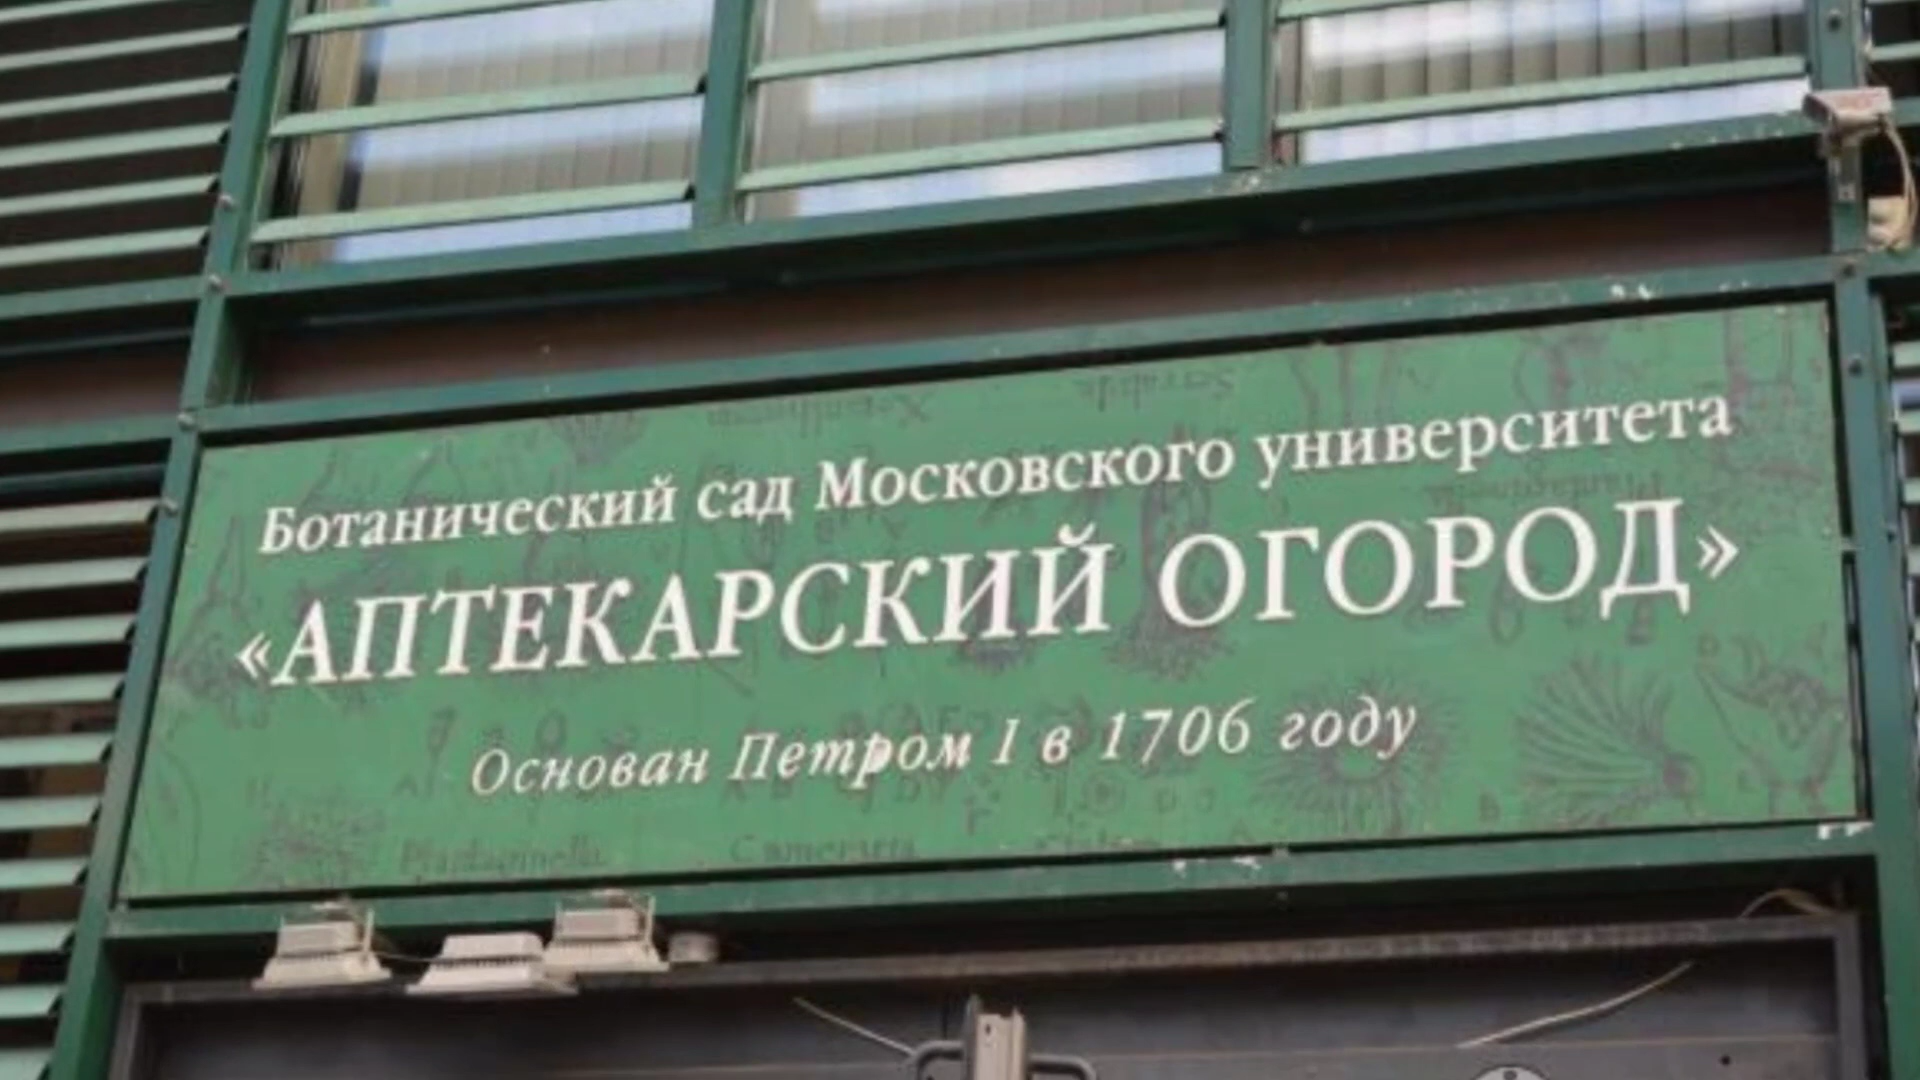 Ботанический сад Московского университета
«АПТЕКАРСКИЙ ОГОРОД»
Основан Петром I в 1706 году